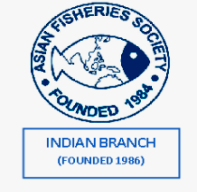 ASIAN FISHERIES SOCIETY
• FOUNDED 1984 •
INDIAN BRANCH
(FOUNDED 1986)